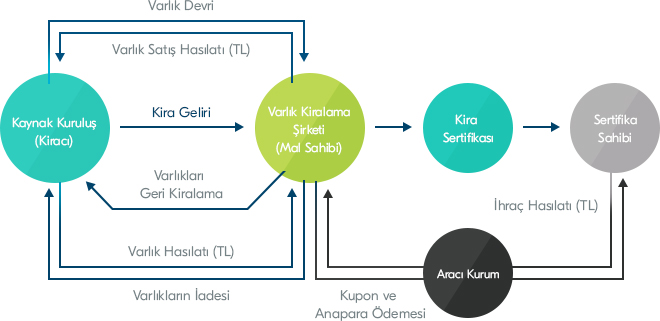 Varlık Devri
Varlık Satış Hasılatı (TL)
Kaynak Kuruluş
(Kiracı)
Kira Geliri
Varlık Kiralama
Şirketi
(Mal Sahibi)
Kira
Sertifikası
Sertifika
Sahibi
Varlıkları
Geri Kiralama
İhraç Hasılatı (TL)
Varlık Hasılatı (TL)
Aracı Kurum
Varlıkların İadesi
Kupon ve
Anapara Ödemesi